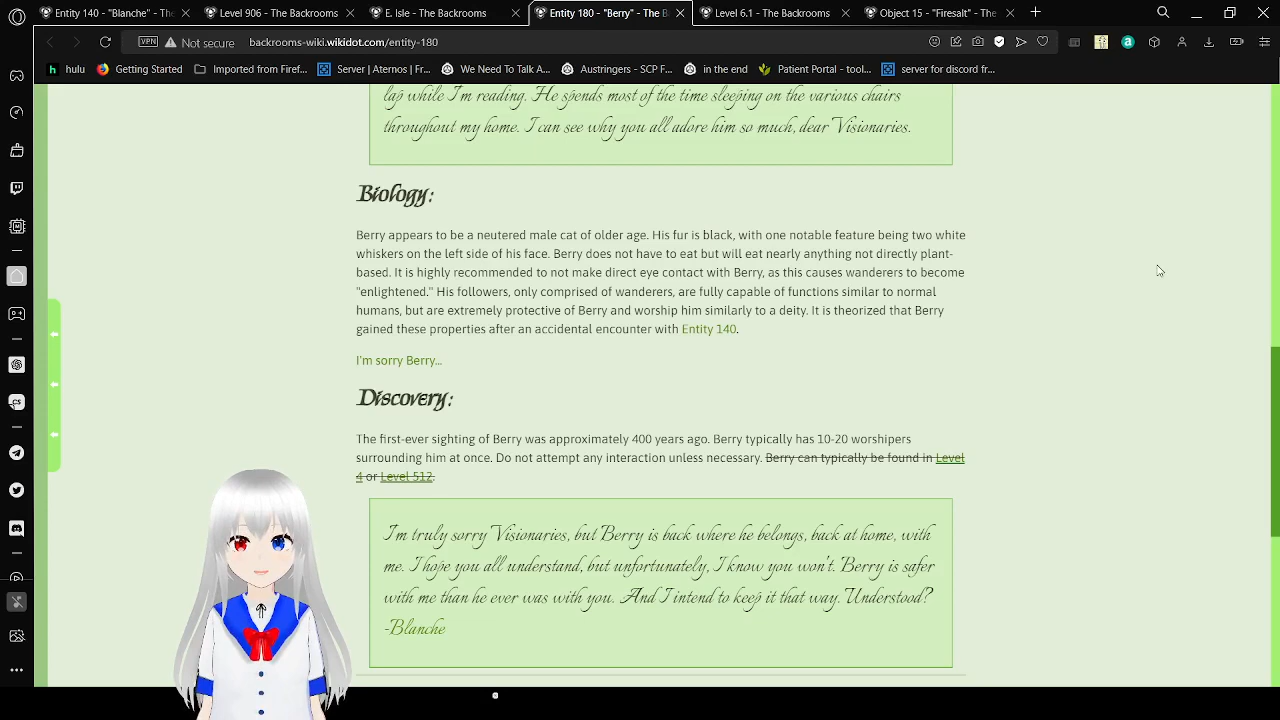 Entity 140 - "Blanche" - The
Level 906 - The Backrooms
E. Isle - The Backrooms
Entity 180 - "Berry" - The B
Level 6.1 - The Backrooms
Object 15 - "Firesalt" - The
VPN
Not secure
backrooms-wiki.wikidot.com/entity-180
hulu
Getting Started
Imported from Firef...
Server | Aternos | Fr...
We Need To Talk A...
Austringers - SCP F...
in the end
Patient Portal - tool...
server for discord fr...
lap while I'm reading. He spends most of the time sleeping on the various chairs
throughout my home. I can see why you all adore him so much, dear Visionaries.
Biology:
Berry appears to be a neutered male cat of older age. His fur is black, with one notable feature being two white
whiskers on the left side of his face. Berry does not have to eat but will eat nearly anything not directly plant-
based. It is highly recommended to not make direct eye contact with Berry, as this causes wanderers to become
"enlightened." His followers, only comprised of wanderers, are fully capable of functions similar to normal
humans, but are extremely protective of Berry and worship him similarly to a deity. It is theorized that Berry
gained these properties after an accidental encounter with Entity 140.
I'm sorry Berry...
Discovery:
The first-ever sighting of Berry was approximately 400 years ago. Berry typically has 10-20 worshipers
surrounding him at once. Do not attempt any interaction unless necessary. Berry can typically be found in Level
4 or Level 512.
I'm truly sorry Visionaries, but Berry is back where he belongs, back at home, with
me. I hope you all understand, but unfortunately, I know you won't. Berry is safer
with me than he ever was with you. And I intend to keep it that way. Understood?
-Blanche